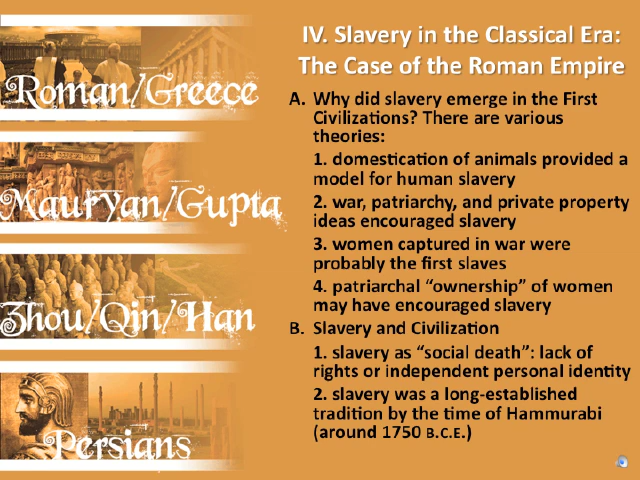 Roman/Greece
Mauryan/Gupta
Zhou/Qin/Han
Persians
IV. Slavery in the Classical Era:
The Case of the Roman Empire
A. Why did slavery emerge in the First
Civilizations? There are various
theories:
1. domestication of animals provided a
model for human slavery
2. war, patriarchy, and private property
ideas encouraged slavery
3. women captured in war were
probably the first slaves
4. patriarchal “ownership” of women
may have encouraged slavery
B. Slavery and Civilization
1. slavery as “social death”: lack of
rights or independent personal identity
2. slavery was a long-established
tradition by the time of Hammurabi
(around 1750 B.C.E.)